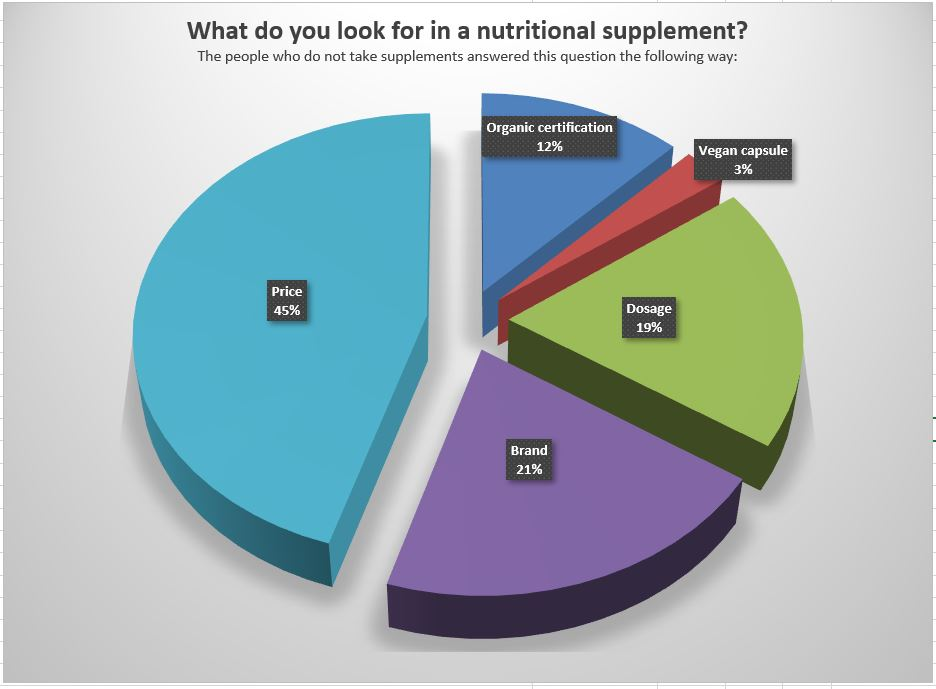 What do you look for in a nutritional supplement?
The people who do not take supplements answered this question the following way:
Organic certification
12%
Vegan capsule
3%
Dosage
19%
Brand
21%
Price
45%